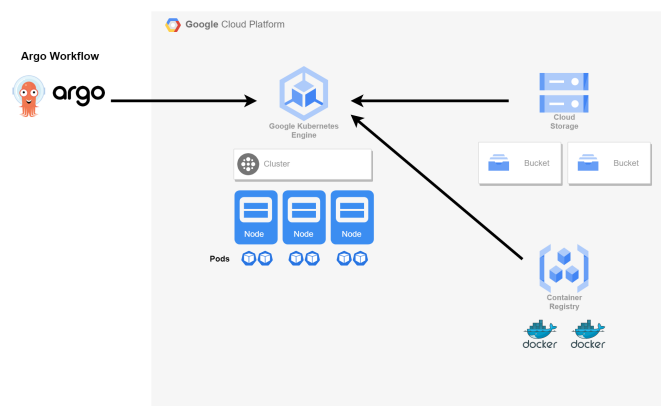 Google Cloud Platform
Argo Workflow
argo
Google Kubernetes
Engine
Cloud
Storage
Cluster
Bucket
Bucket
Node
Node
Node
Pods
Container
Registry
docker
docker